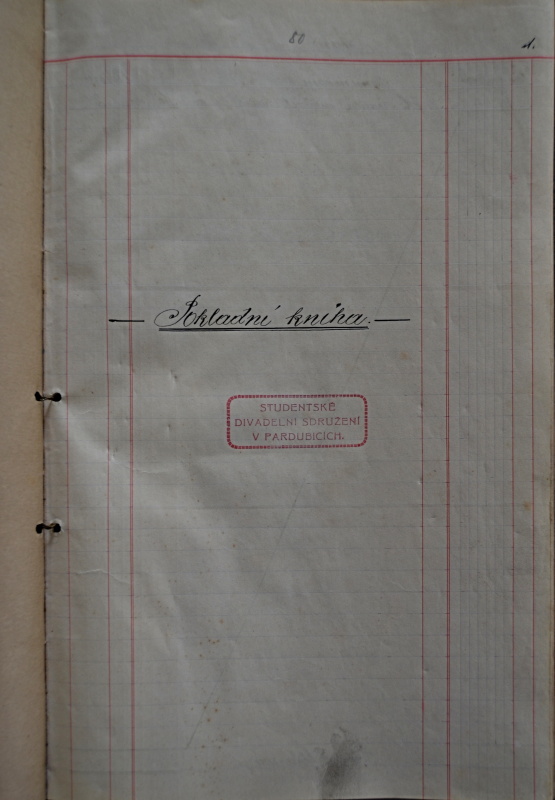 80
1.
— Pokladní kniha. —
STUDENTSKÉ
DIVADELNÍ SDRUŽENÍ
V PARDUBICÍCH.